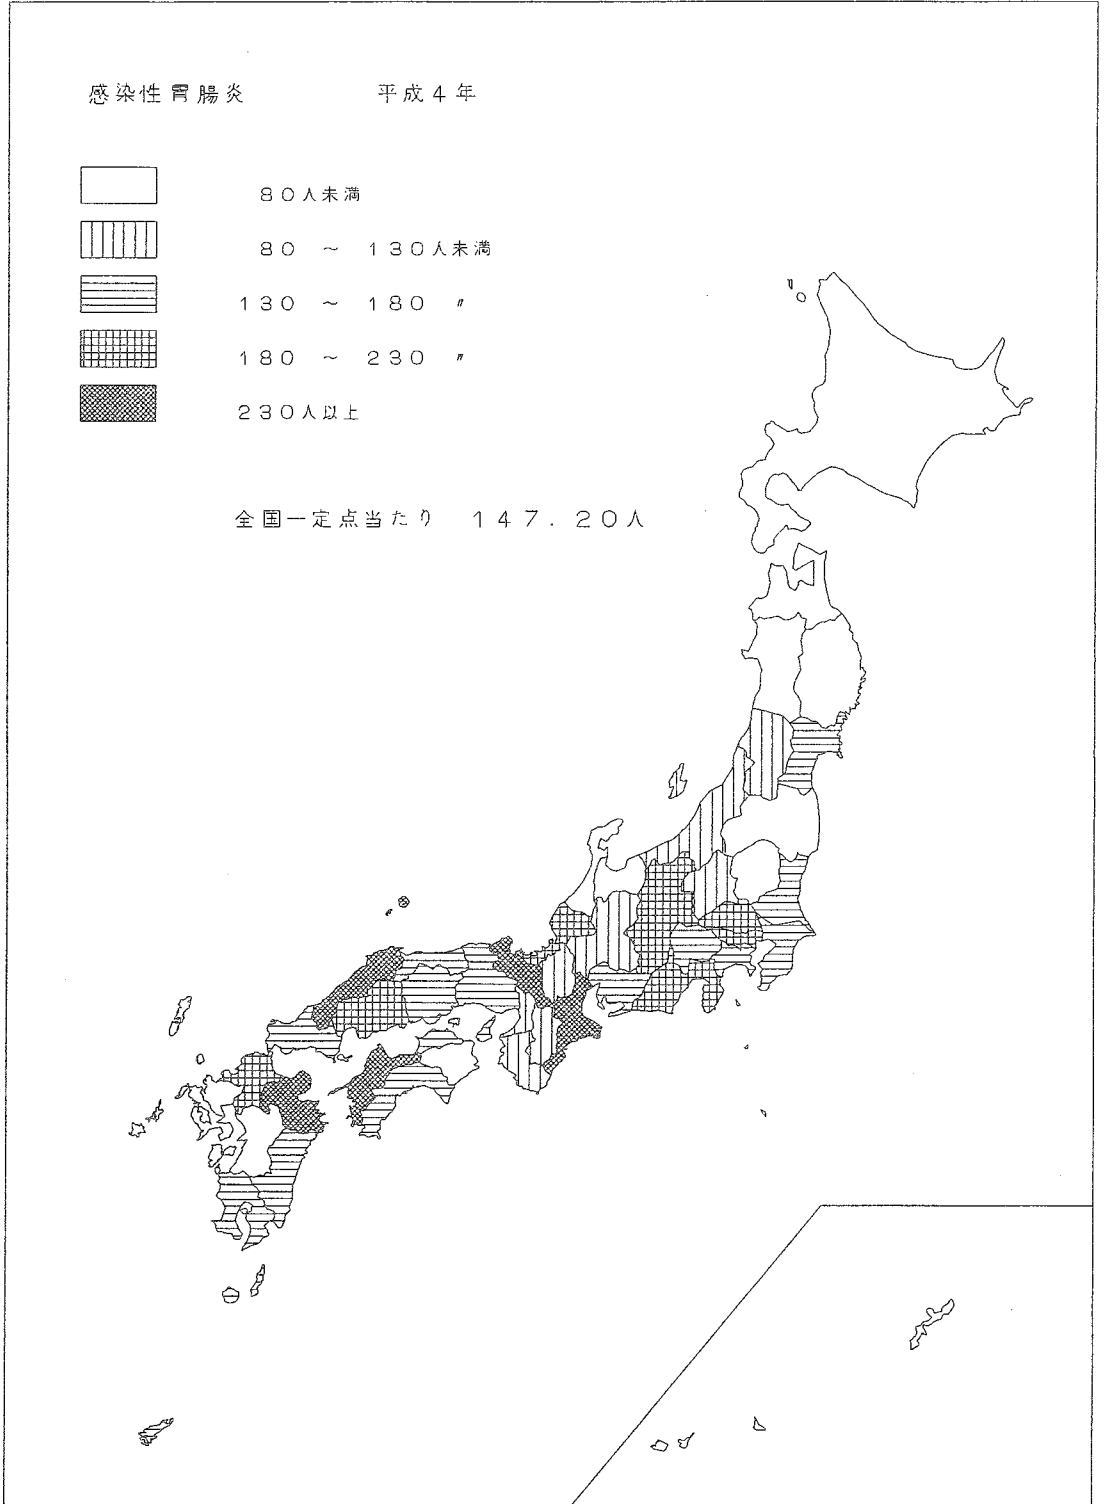 感染性胃腸炎　平成４年
８０人未満
８０　～　１３０人未満
１３０　～　１８０　〃
１８０　～　２３０　〃
２３０人以上
全国一定点当たり　１４７．２０人